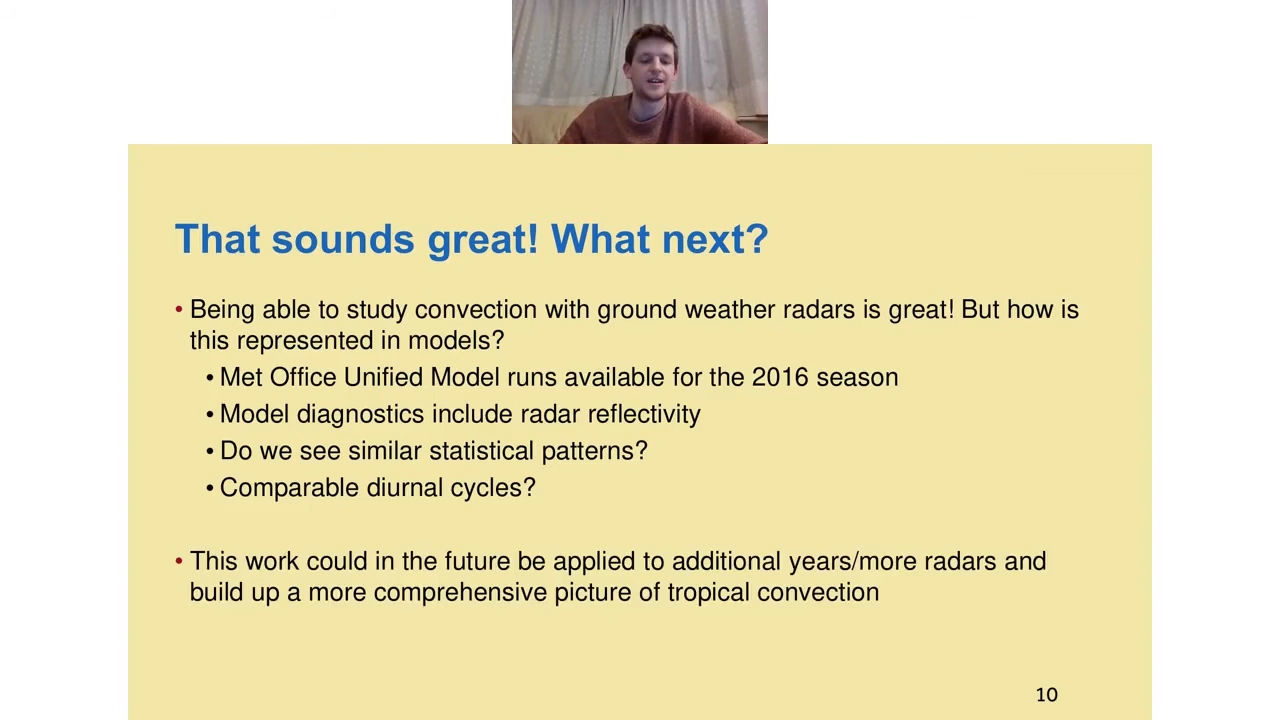 That sounds great! What next?
• Being able to study convection with ground weather radars is great! But how is
this represented in models?
• Met Office Unified Model runs available for the 2016 season
• Model diagnostics include radar reflectivity
• Do we see similar statistical patterns?
• Comparable diurnal cycles?
• This work could in the future be applied to additional years/more radars and
build up a more comprehensive picture of tropical convection
10